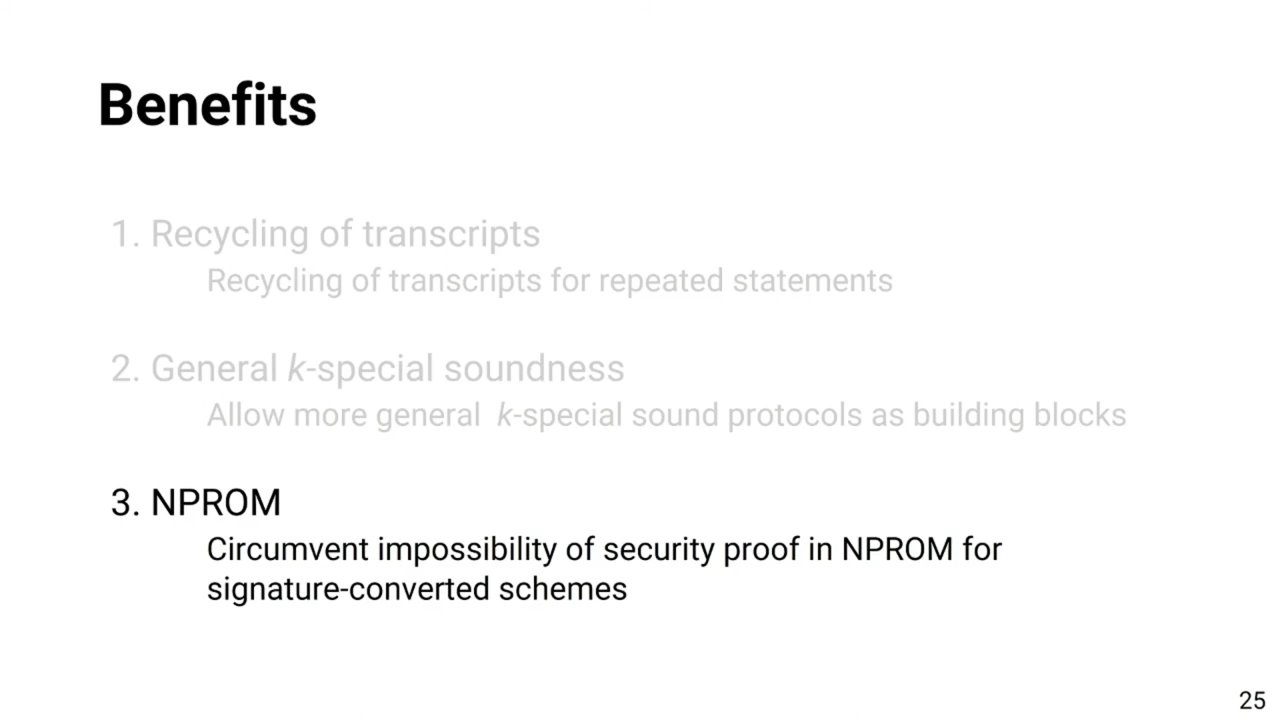 Benefits
1. Recycling of transcripts
Recycling of transcripts for repeated statements
2. General k-special soundness
Allow more general k-special sound protocols as building blocks
3. NPROM
Circumvent impossibility of security proof in NPROM for
signature-converted schemes
25